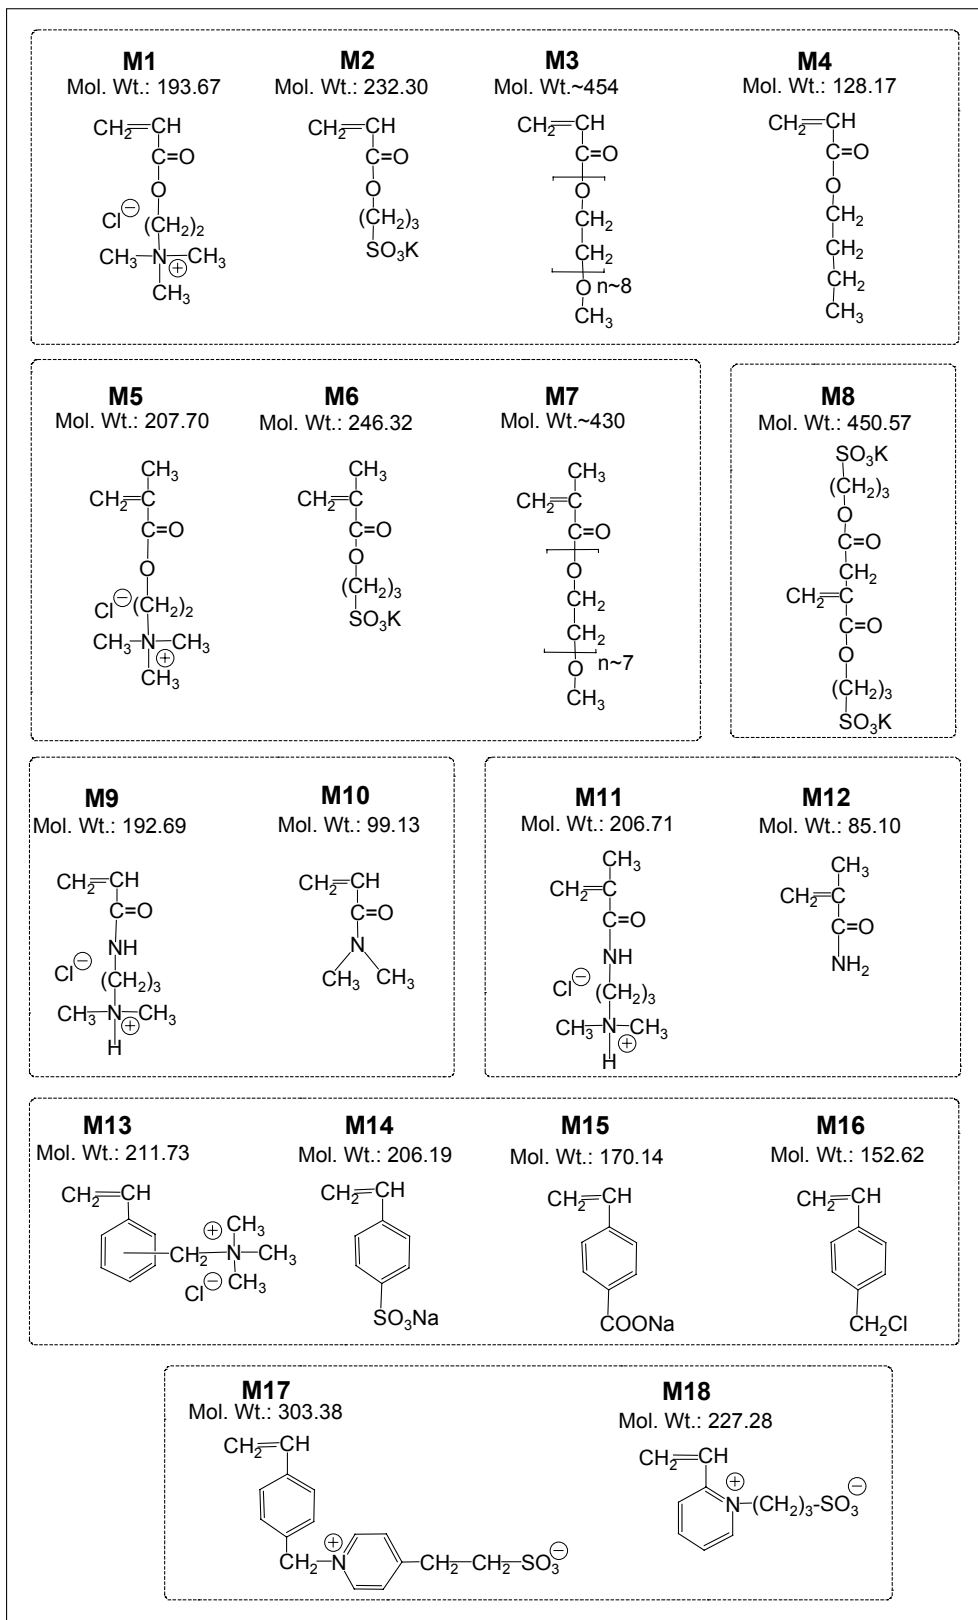 M1 M2 M3 M4
Mol. Wt.: 193.67 Mol. Wt.: 232.30 Mol. Wt.~454 Mol. Wt.: 128.17
CH2=CH CH2=CH CH2=CH CH2=CH
C=O C=O C=O C=O
O O O O
Cl⊖ (CH2)2 (CH2)3 CH2 CH2
CH3 N CH3 SO3K CH2 CH2
⊕ O n~8 CH2
CH3 CH3 CH3
M5 M6 M7 M8
Mol. Wt.: 207.70 Mol. Wt.: 246.32 Mol. Wt.~430 Mol. Wt.: 450.57
CH3 CH3 CH3 SO3K
CH2=C CH2=C CH2=C (CH2)3
C=O C=O C=O O
O O O C=O
Cl⊖ (CH2)2 (CH2)3 CH2 CH2
CH3 N CH3 SO3K CH2 CH2=C
⊕ n~7 C=O
CH3 O O
CH3 (CH2)3
SO3K
M9 M10 M11 M12
Mol. Wt.: 192.69 Mol. Wt.: 99.13 Mol. Wt.: 206.71 Mol. Wt.: 85.10
CH3 CH3
CH2=CH CH2=CH CH2=C CH2=C
C=O C=O C=O C=O
NH N NH NH2
Cl⊖ (CH2)3 CH3 CH3 Cl⊖ (CH2)3
CH3 N CH3 CH3 N CH3
⊕ ⊕
H H
M13 M14 M15 M16
Mol. Wt.: 211.73 Mol. Wt.: 206.19 Mol. Wt.: 170.14 Mol. Wt.: 152.62
CH2=CH CH2=CH CH2=CH CH2=CH
⊕ CH3
CH2 N CH3
Cl⊖ CH3
SO3Na COONa CH2Cl
M17 M18
Mol. Wt.: 303.38 Mol. Wt.: 227.28
CH2=CH CH2=CH
⊕ ⊖
N (CH2)3-SO3
⊕ ⊖
CH2 N CH2 CH2 SO3